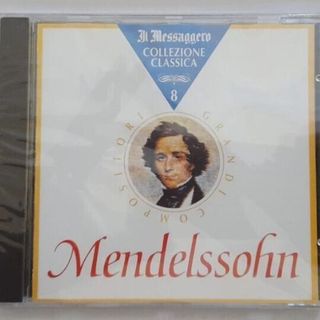 Il Messaggero
COLLEZIONE
CLASSICA
8
GRANDI COMPOSITORI
Mendelssohn